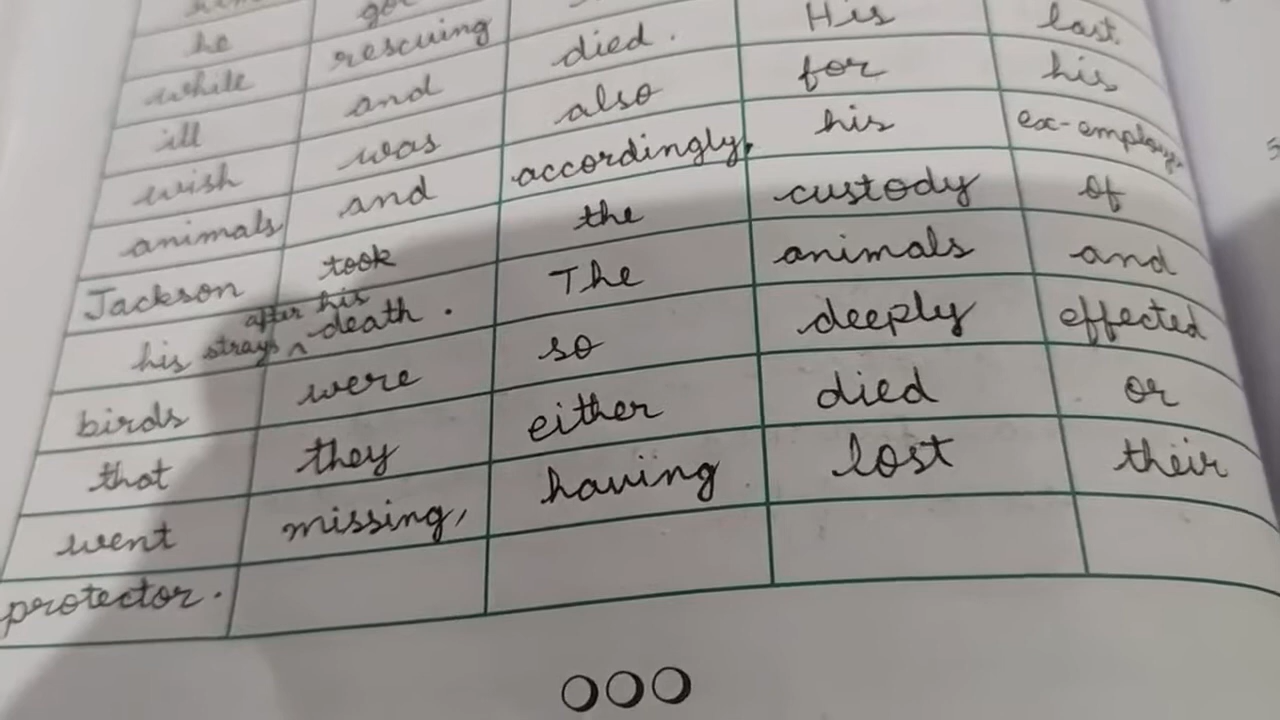 he
while rescuing
ill and died. His last
wish was also for his
animals and accordingly, his ex-employer
Jackson took the custody of
after his
his strays ^ death. The animals and
birds were so deeply effected
that they either died or
went missing, having lost their
protector.